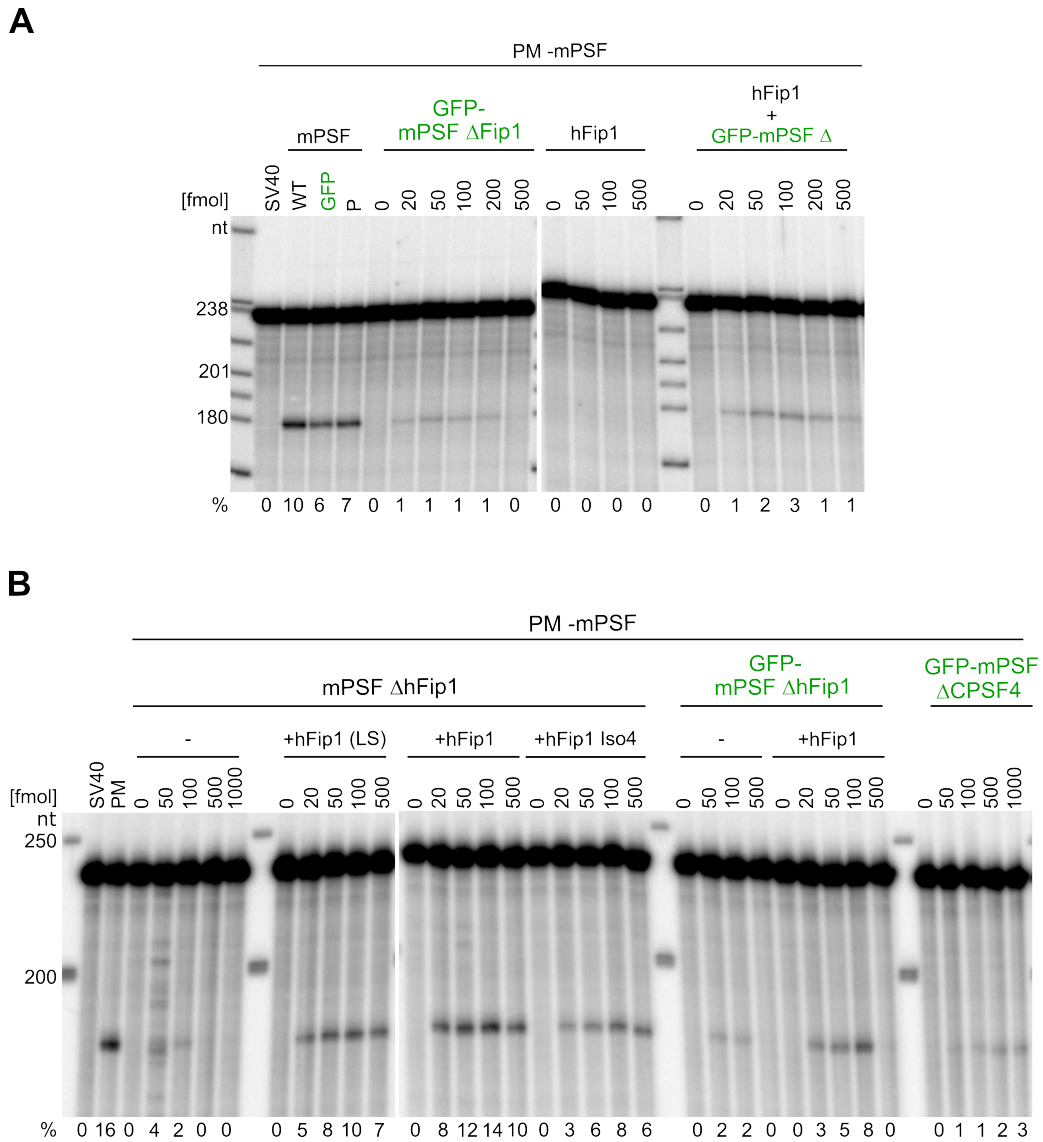 A
PM -mPSF
mPSF
GFP-
mPSF ΔFip1
hFip1
hFip1
+
GFP-mPSF Δ
[fmol] SV40 WT GFP P 0 20 50 100 200 500 0 50 100 500 0 20 50 100 200 500
nt
238
201
180
% 0 10 6 7 0 1 1 1 1 0 0 0 0 0 0 1 2 3 1 1
B
PM -mPSF
mPSF ΔhFip1
GFP-
mPSF ΔhFip1
GFP-mPSF
ΔCPSF4
- +hFip1 (LS) +hFip1 +hFip1 Iso4 - +hFip1
[fmol] SV40 PM 0 50 100 500 1000 0 20 50 100 500 0 20 50 100 500 0 20 50 100 500 0 50 100 0 20 50 100 500 0 50 100 500 1000
nt
250
200
% 0 16 0 4 2 0 0 0 5 8 10 7 0 8 12 14 10 0 3 6 8 6 0 2 2 0 3 5 8 0 0 1 1 2 3